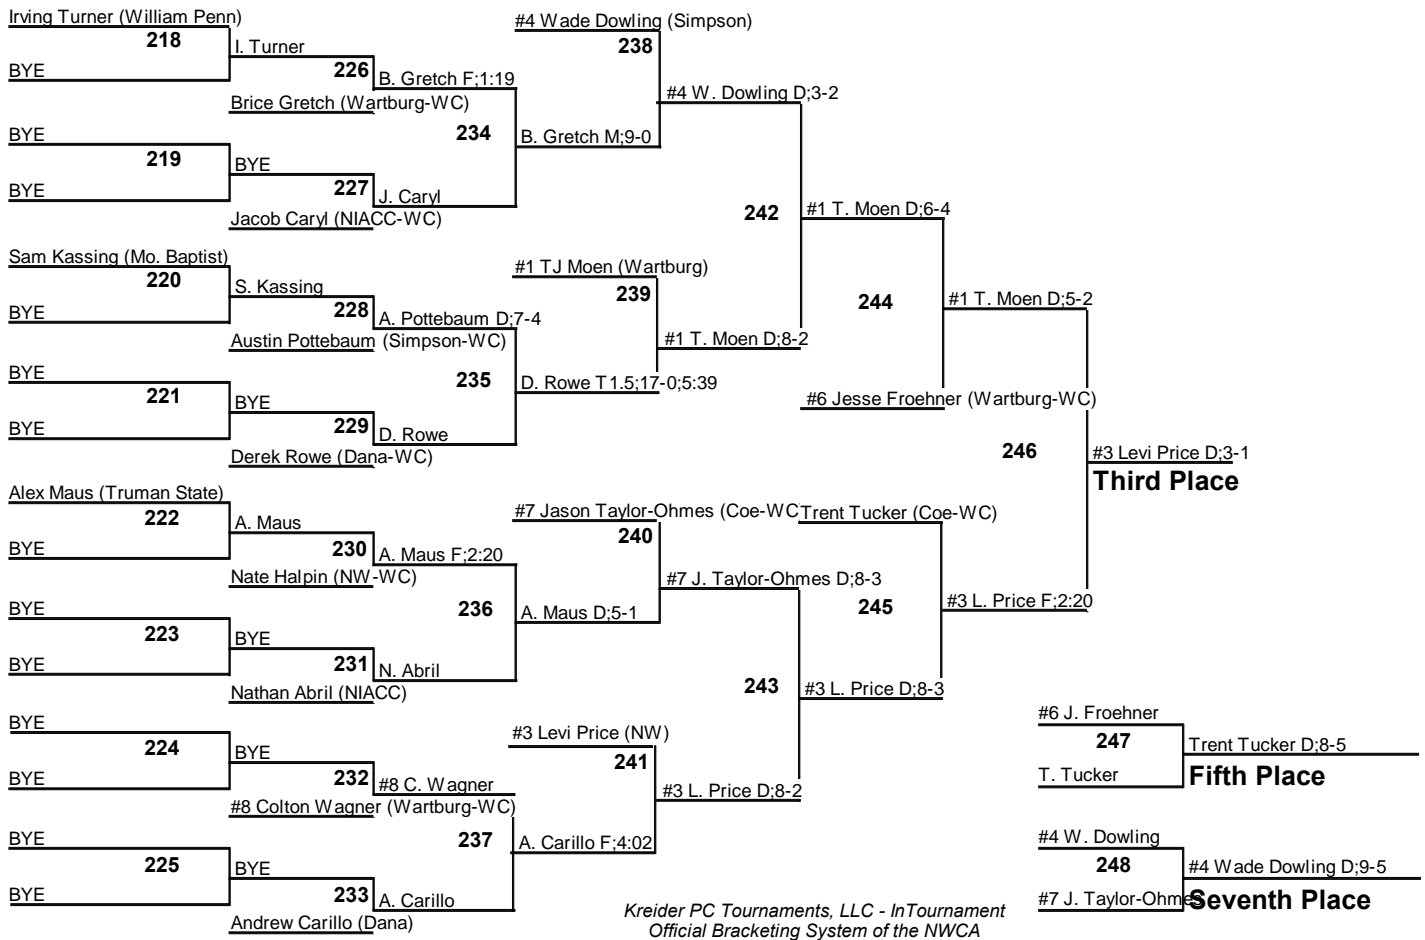 Irving Turner (William Penn)
218
BYE
I. Turner
226
Brice Gretch (Wartburg-WC)
B. Gretch F;1:19
BYE
219
BYE
BYE
227
Jacob Caryl (NIACC-WC)
J. Caryl
234
B. Gretch M;9-0
#4 Wade Dowling (Simpson)
238
#4 W. Dowling D;3-2
Sam Kassing (Mo. Baptist)
220
BYE
S. Kassing
228
Austin Pottebaum (Simpson-WC)
A. Pottebaum D;7-4
BYE
221
BYE
BYE
229
Derek Rowe (Dana-WC)
D. Rowe
235
D. Rowe T1.5;17-0;5:39
#1 TJ Moen (Wartburg)
239
#1 T. Moen D;8-2
242
#1 T. Moen D;6-4
244
#6 Jesse Froehner (Wartburg-WC)
#1 T. Moen D;5-2
Alex Maus (Truman State)
222
BYE
A. Maus
230
Nate Halpin (NW-WC)
A. Maus F;2:20
BYE
223
BYE
BYE
231
Nathan Abril (NIACC)
N. Abril
236
A. Maus D;5-1
#7 Jason Taylor-Ohmes (Coe-WC
240
#7 J. Taylor-Ohmes D;8-3
BYE
224
BYE
BYE
232
#8 Colton Wagner (Wartburg-WC)
#8 C. Wagner
BYE
225
BYE
BYE
233
Andrew Carillo (Dana)
A. Carillo
237
A. Carillo F;4:02
#3 Levi Price (NW)
241
#3 L. Price D;8-2
243
#3 L. Price D;8-3
Trent Tucker (Coe-WC)
245
#3 L. Price F;2:20
246
#3 Levi Price D;3-1
Third Place
#6 J. Froehner
247
T. Tucker
Trent Tucker D;8-5
Fifth Place
#4 W. Dowling
248
#7 J. Taylor-Ohmes
#4 Wade Dowling D;9-5
Seventh Place
Kreider PC Tournaments, LLC - InTournament
Official Bracketing System of the NWCA